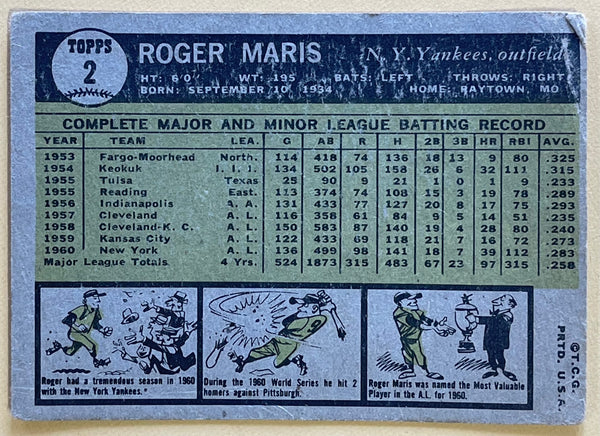 TOPPS
2
ROGER MARIS N. Y. Yankees, outfield
HT: 6'0" WT: 195 BATS: LEFT THROWS: RIGHT
BORN: SEPTEMBER 10, 1934 HOME: RAYTOWN, MO
COMPLETE MAJOR AND MINOR LEAGUE BATTING RECORD
YEAR TEAM LEA. G AB R H 2B 3B HR RBI AVG.
1953 Fargo-Moorhead North. 114 418 74 136 18 13 9 80 .325
1954 Keokuk I. I. I. 134 502 105 158 26 6 32 111 .315
1955 Tulsa Texas 25 90 9 21 1 0 1 9 .233
1955 Reading East. 113 374 74 108 15 3 19 78 .289
1956 Indianapolis A. A. 131 433 77 127 20 8 17 75 .293
1957 Cleveland A. L. 116 358 61 84 9 5 14 51 .235
1958 Cleveland-K. C. A. L. 150 583 87 140 19 4 28 80 .240
1959 Kansas City A. L. 122 433 69 118 21 7 16 72 .273
1960 New York A. L. 136 499 98 141 18 7 39 112 .283
Major League Totals 4 Yrs. 524 1873 315 483 67 23 97 315 .258
Roger had a tremendous season in 1960
with the New York Yankees.
9
During the 1960 World Series he hit 2
homers against Pittsburgh.
Roger Maris was named the Most Valuable
Player in the A.L. for 1960.
©T.C.G.
PRTD. U.S.A.